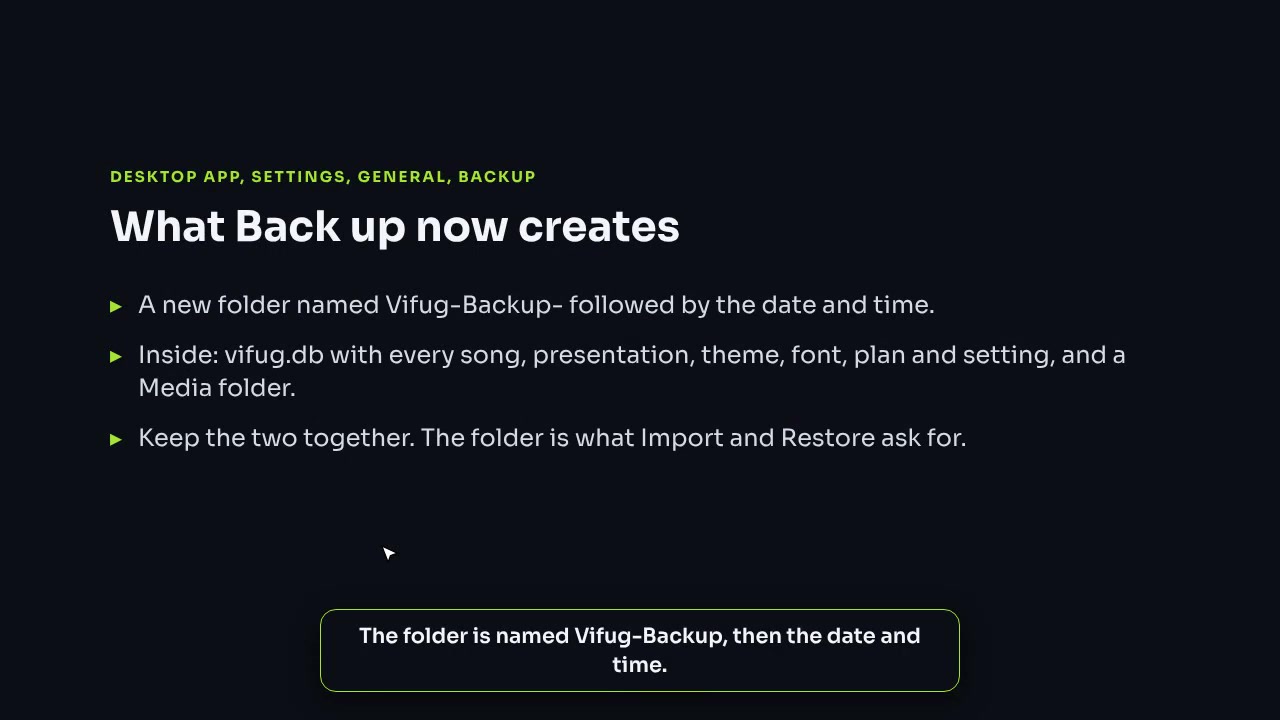 DESKTOP APP, SETTINGS, GENERAL, BACKUP
What Back up now creates
▸ A new folder named Vifug-Backup- followed by the date and time.
▸ Inside: vifug.db with every song, presentation, theme, font, plan and setting, and a
Media folder.
▸ Keep the two together. The folder is what Import and Restore ask for.
The folder is named Vifug-Backup, then the date and
time.